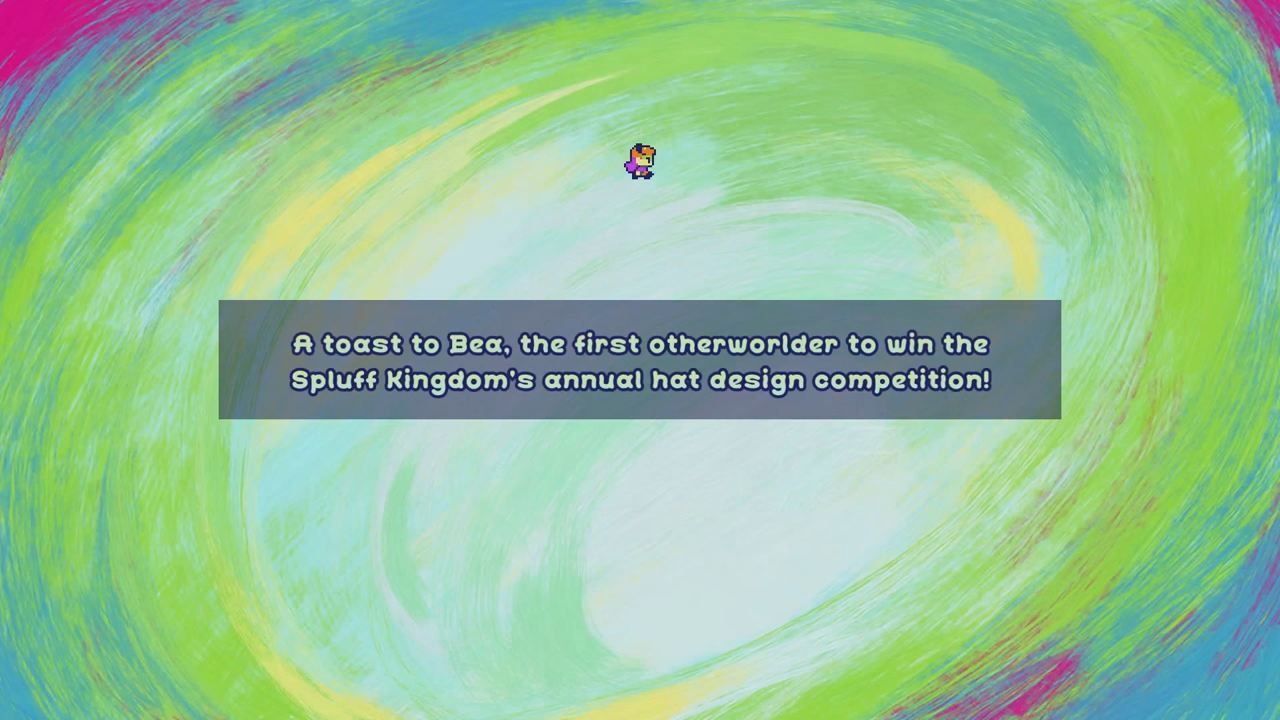 A toast to Bea, the first otherworlder to win the
Spluff Kingdom's annual hat design competition!